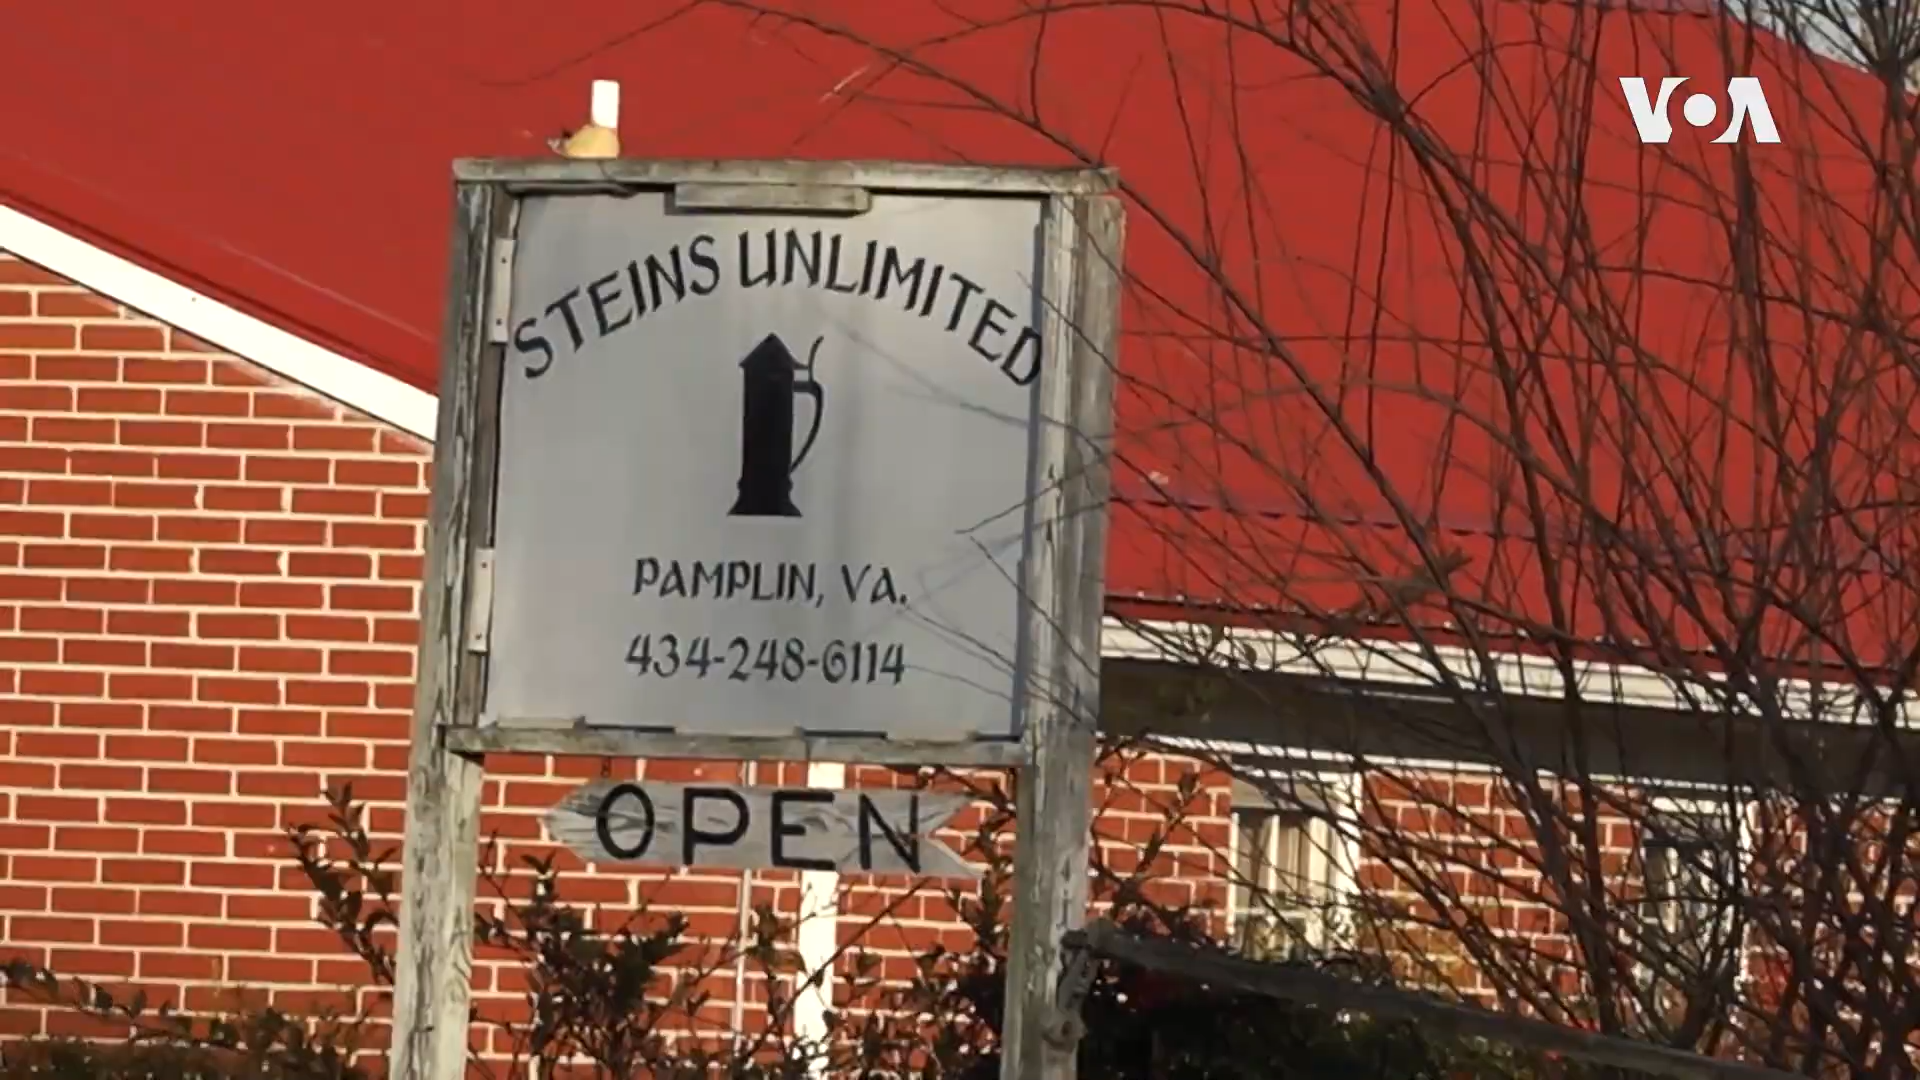 VOA
STEINS UNLIMITED
PAMPLIN, VA.
434-248-6114
OPEN